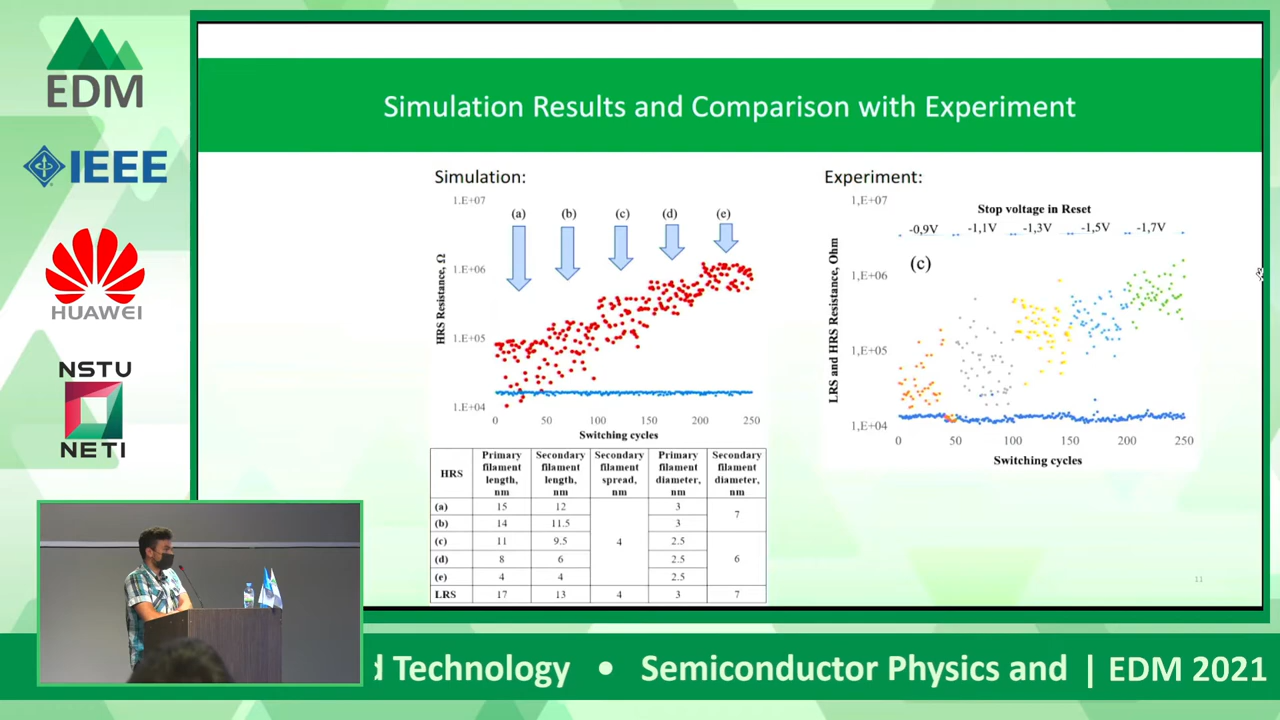 EDM
IEEE
HUAWEI
NSTU
NETI
Simulation Results and Comparison with Experiment
Simulation:
1.E+07
1.E+06
1.E+05
1.E+04
HRS Resistance, Ω
(a)
(b)
(c)
(d)
(e)
0
50
100
150
200
250
Switching cycles
HRS
Primary filament length, nm
Secondary filament length, nm
Secondary filament spread, nm
Primary filament diameter, nm
Secondary filament diameter, nm
(a) 15 12 4 3 7
(b) 14 11.5 3
(c) 11 9.5 2.5 6
(d) 8 6 2.5
(e) 4 4 2.5
LRS 17 13 4 3 7
Experiment:
1,E+07
1,E+06
1,E+05
1,E+04
LRS and HRS Resistance, Ohm
Stop voltage in Reset
-0,9V
-1,1V
-1,3V
-1,5V
-1,7V
(c)
0
50
100
150
200
250
Switching cycles
11
d Technology • Semiconductor Physics and | EDM 2021